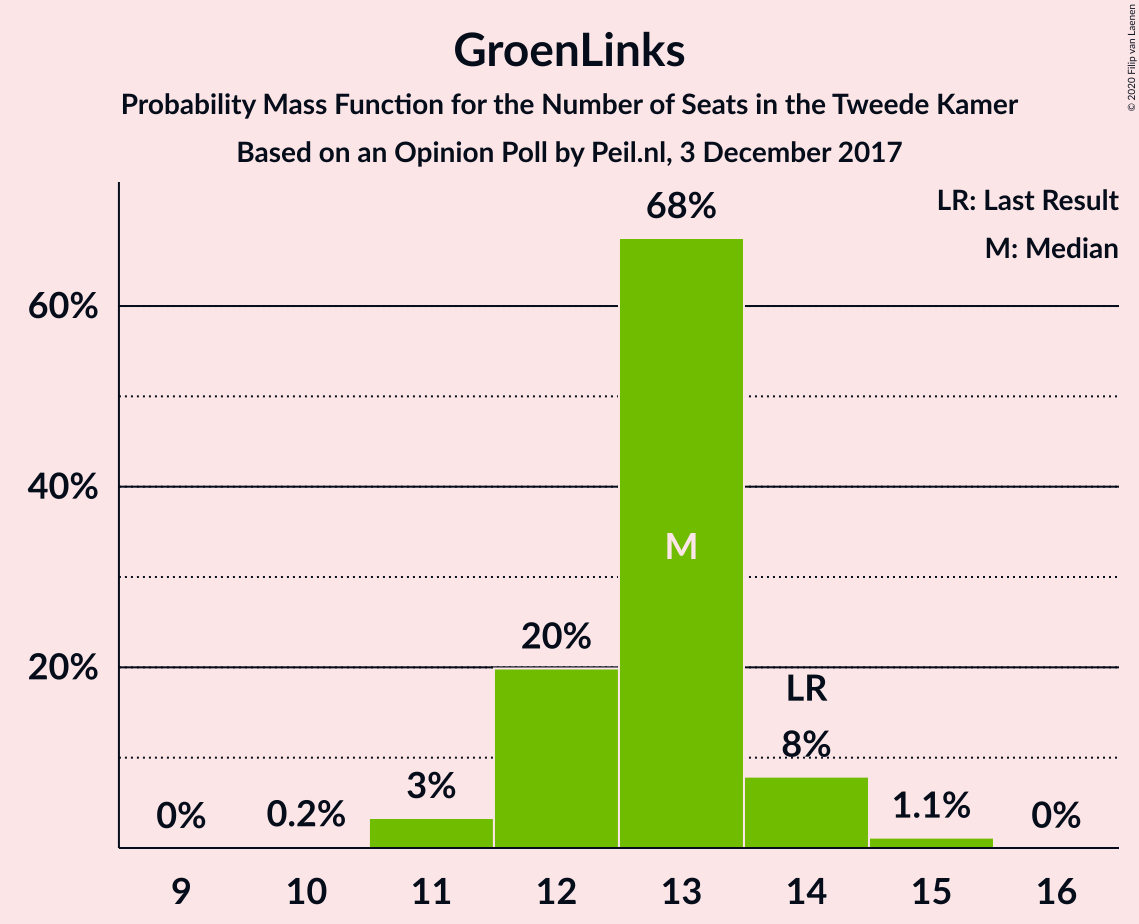 GroenLinks
Probability Mass Function for the Number of Seats in the Tweede Kamer
Based on an Opinion Poll by Peil.nl, 3 December 2017
© 2020 Filip van Laenen
LR: Last Result
M: Median
60%
40%
20%
0%
0.2%
3%
20%
68%
M
LR
8%
1.1%
0%
9 10 11 12 13 14 15 16